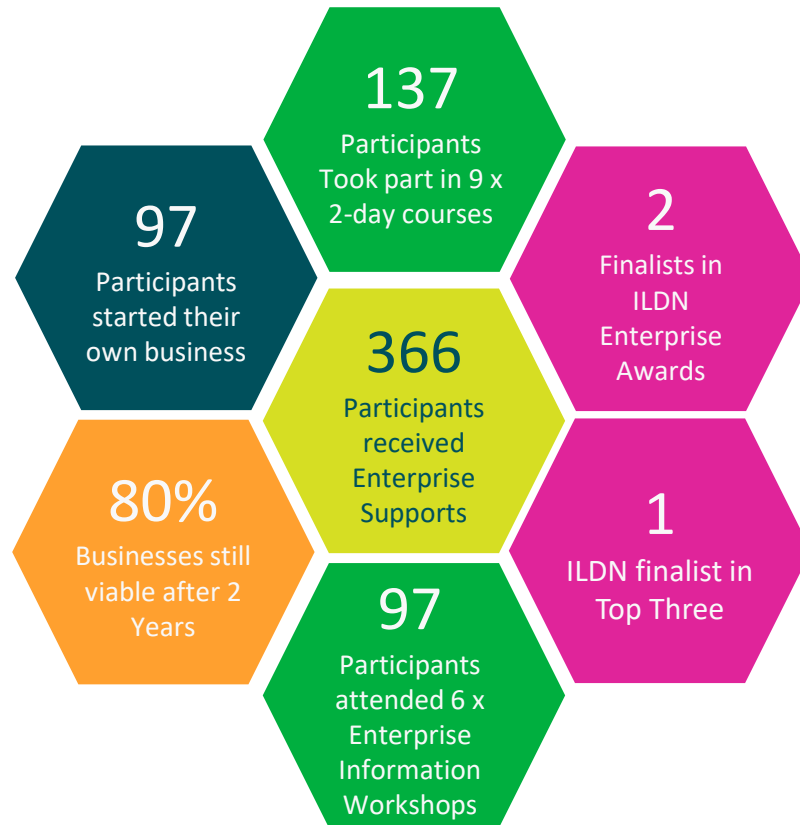 137
Participants
Took part in 9 x
2-day courses
97
Participants
started their
own business
2
Finalists in
ILDN
Enterprise
Awards
366
Participants
received
Enterprise
Supports
80%
Businesses still
viable after 2
Years
1
ILDN finalist in
Top Three
97
Participants
attended 6 x
Enterprise
Information
Workshops